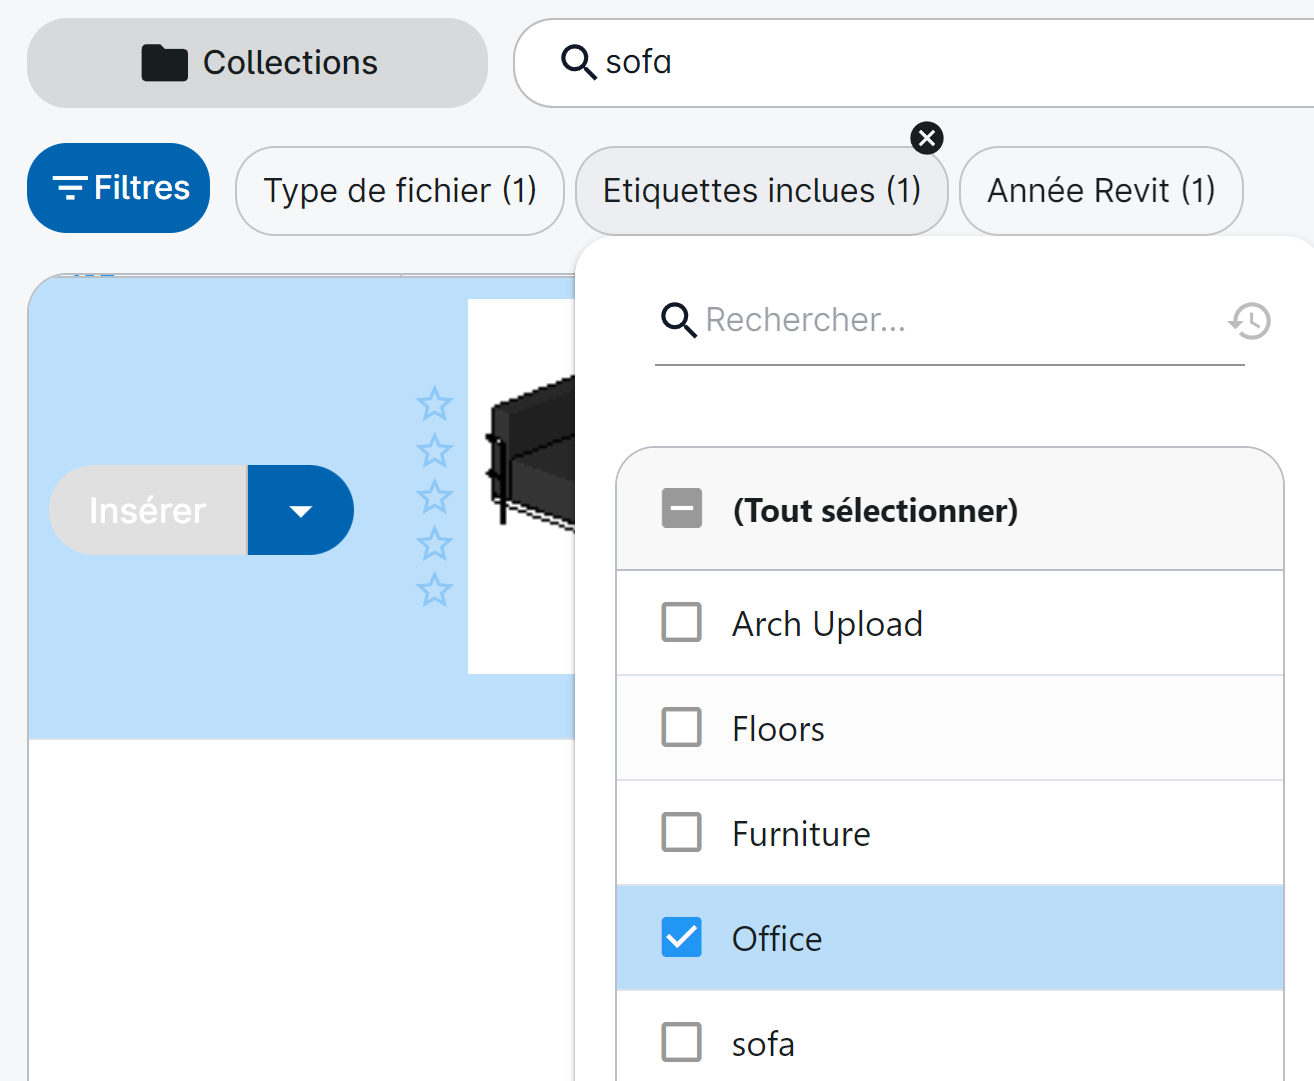 Collections
sofa
Filtres
Type de fichier (1)
Etiquettes inclues (1)
Année Revit (1)
Rechercher...
Insérer
(Tout sélectionner)
Arch Upload
Floors
Furniture
Office
sofa